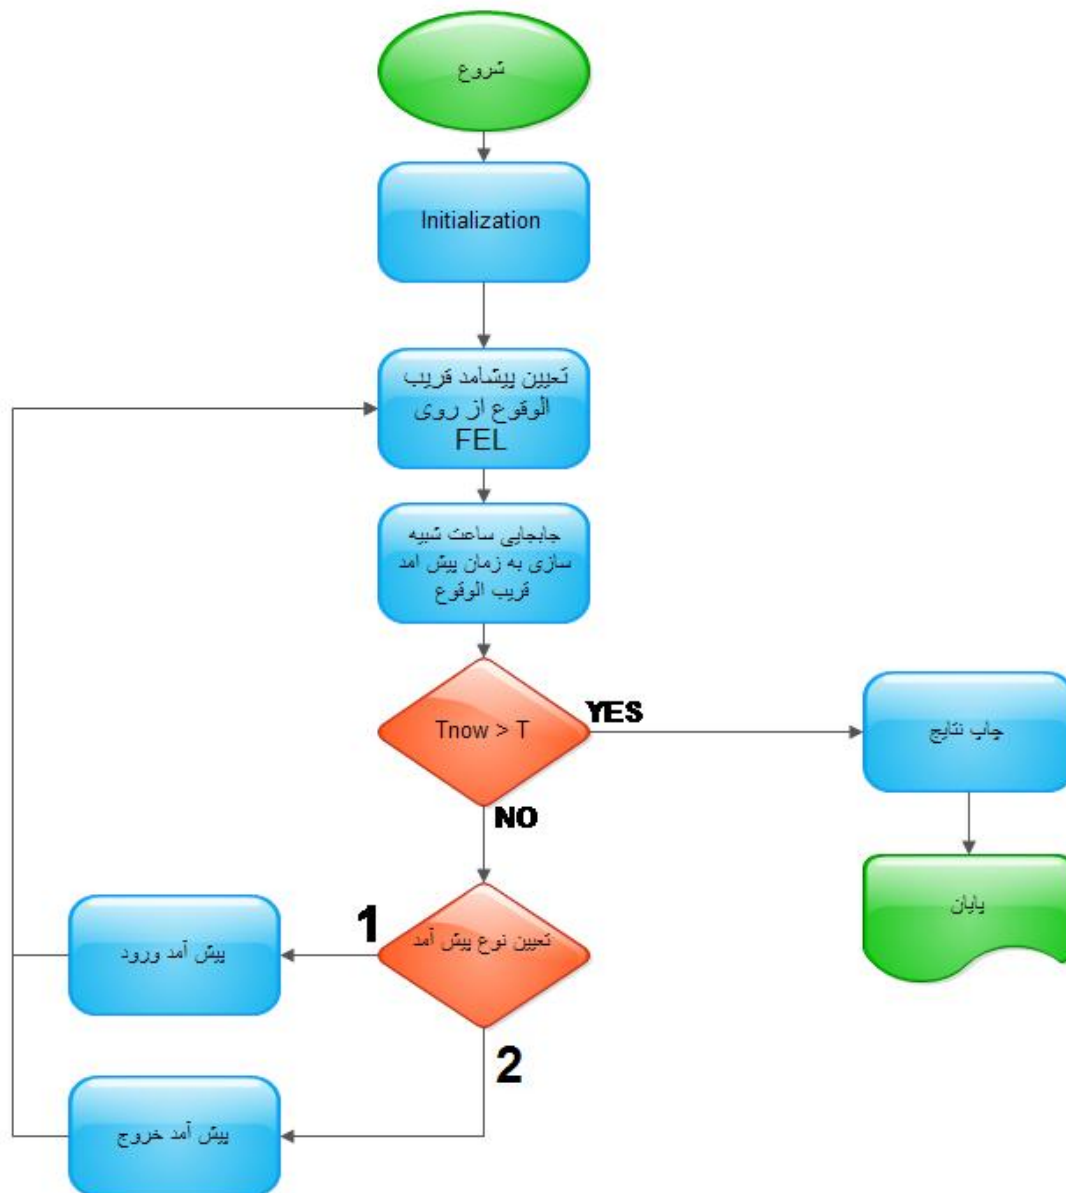 شروع
Initialization
تعیین پیشامد قریب
الوقوع از روی
FEL
جابجایی ساعت شبیه
سازی به زمان پیش امد
قریب الوقوع
Tnow > T
YES
چاپ نتایج
NO
پایان
تعیین نوع پیش آمد
1
پیش آمد ورود
2
پیش آمد خروج